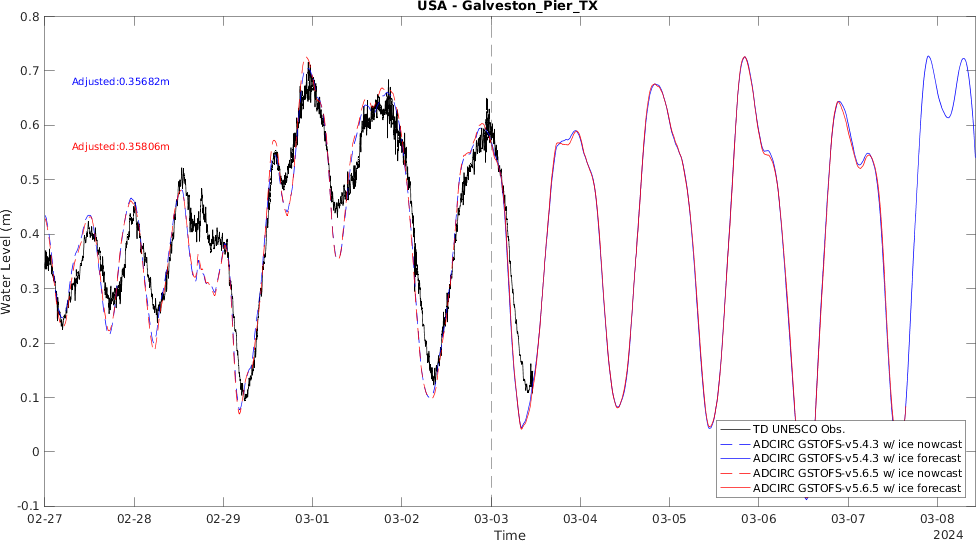 USA - Galveston_Pier_TX
0.8
0.7
0.6
0.5
0.4
0.3
0.2
0.1
0
-0.1
Water Level (m)
Adjusted:0.35682m
Adjusted:0.35806m
TD UNESCO Obs.
ADCIRC GSTOFS-v5.4.3 w/ ice nowcast
ADCIRC GSTOFS-v5.4.3 w/ ice forecast
ADCIRC GSTOFS-v5.6.5 w/ ice nowcast
ADCIRC GSTOFS-v5.6.5 w/ ice forecast
02-27 02-28 02-29 03-01 03-02 03-03 03-04 03-05 03-06 03-07 03-08
Time
2024